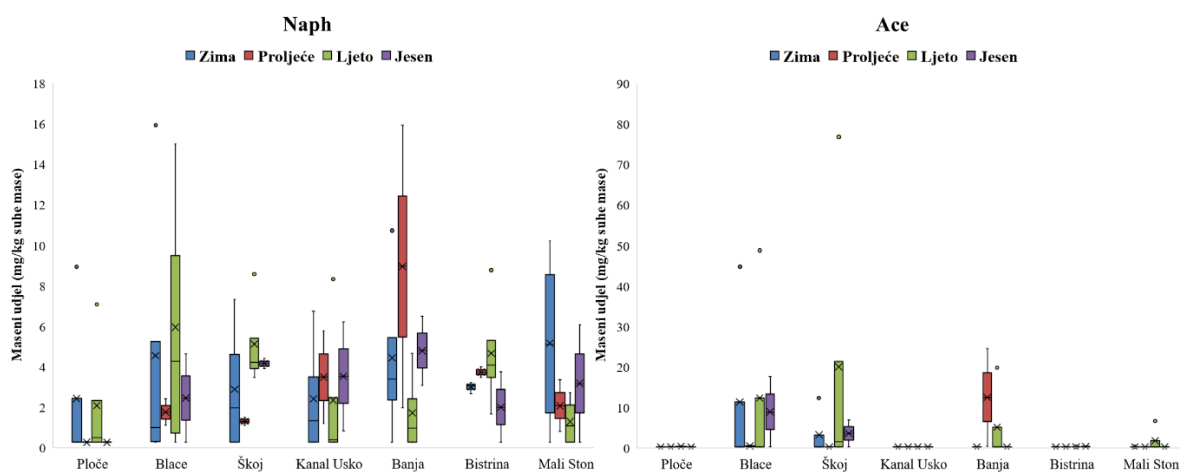 Naph
Zima Proljeće Ljeto Jesen
Maseni udjel (mg/kg suhe mase)
18
16
14
12
10
8
6
4
2
0
Ploče Blace Škoj Kanal Usko Banja Bistrina Mali Ston
Ace
Zima Proljeće Ljeto Jesen
Maseni udjel (mg/kg suhe mase)
90
80
70
60
50
40
30
20
10
0
Ploče Blace Škoj Kanal Usko Banja Bistrina Mali Ston